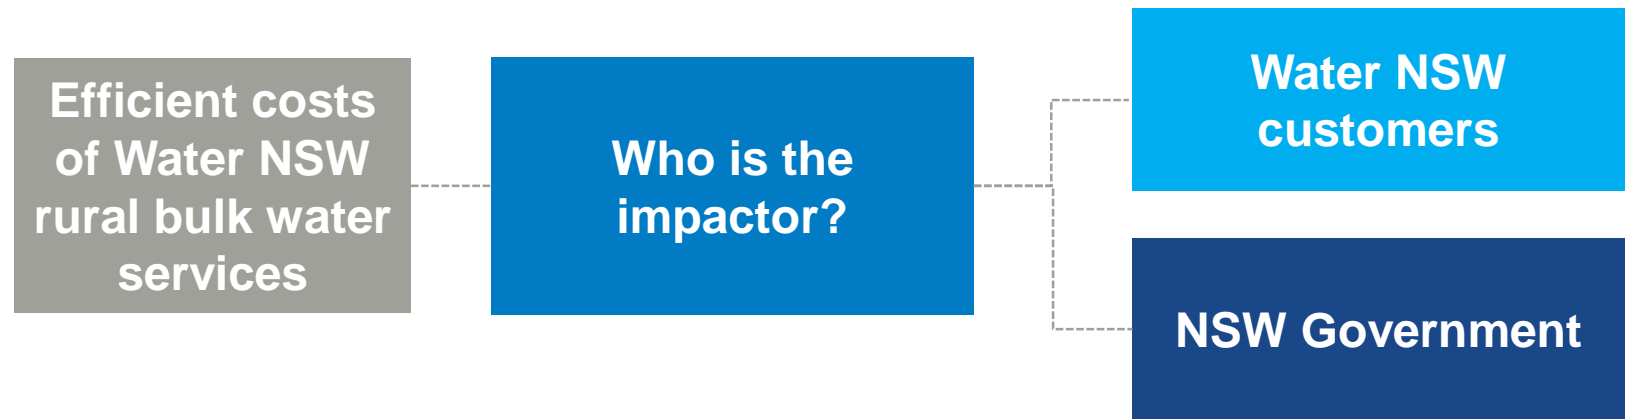 Efficient costs
of Water NSW
rural bulk water
services
Who is the
impactor?
Water NSW
customers
NSW Government